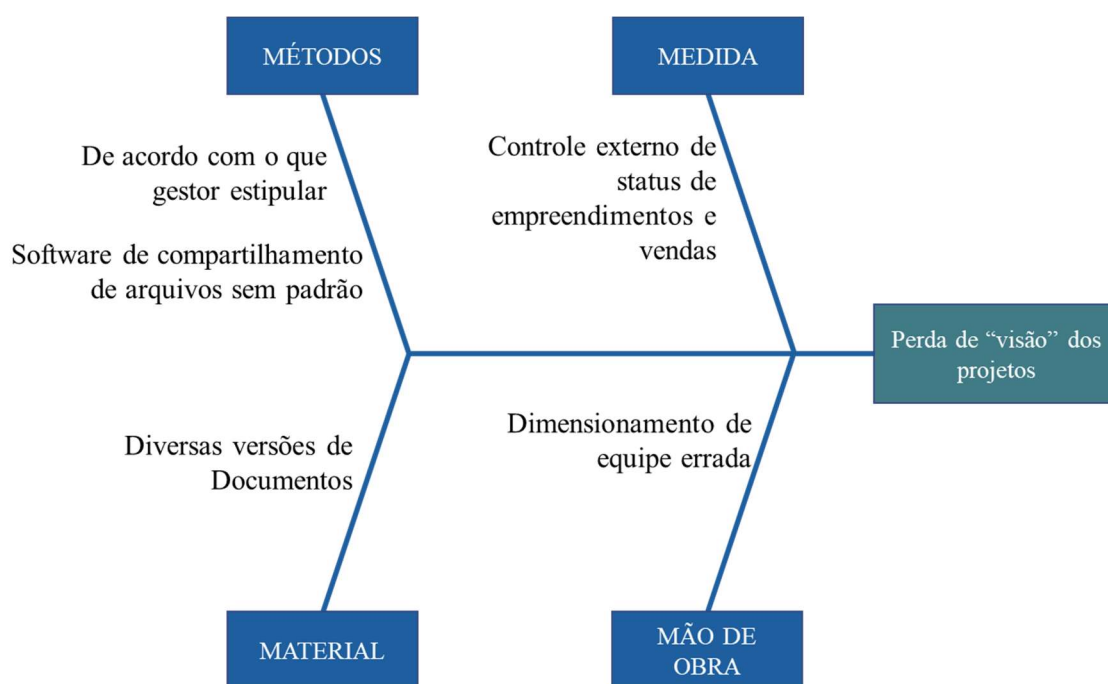 MÉTODOS
MEDIDA
De acordo com o que
gestor estipular
Software de compartilhamento
de arquivos sem padrão
Controle externo de
status de
empreendimentos e
vendas
Perda de “visão” dos
projetos
Diversas versões de
Documentos
Dimensionamento de
equipe errada
MATERIAL
MÃO DE
OBRA